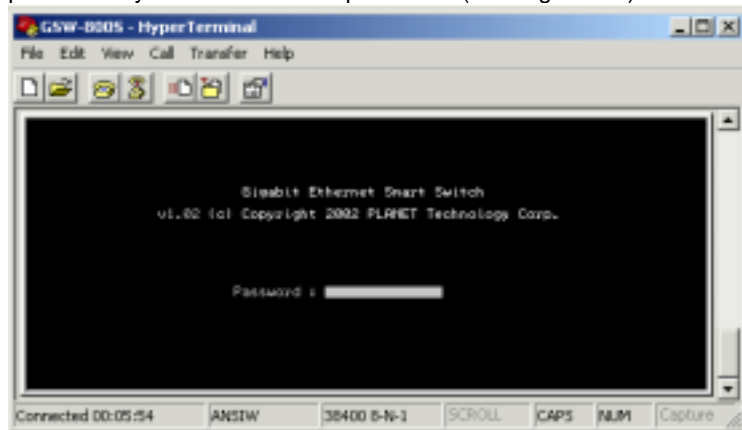 GSW-8005 - HyperTerminal
File Edit View Call Transfer Help
Gigabit Ethernet Smart Switch
v1.02 (c) Copyright 2002 PLANET Technology Corp.
Password :
Connected 00:05:54 ANSIW 38400 8-N-1 SCROLL CAPS NUM Capture